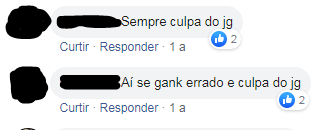 Sempre culpa do jg
Curtir · Responder · 1 a
2
Aí se gank errado e culpa do jg
Curtir · Responder · 1 a
2